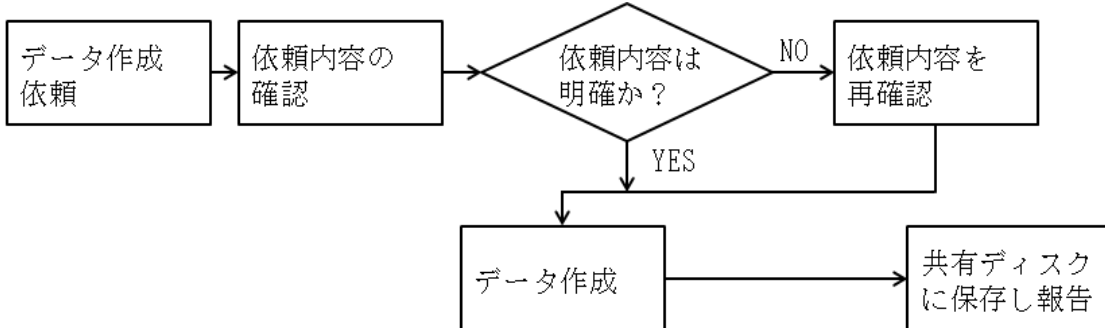 データ作成
依頼
依頼内容の
確認
依頼内容は
明確か？
NO
依頼内容を
再確認
YES
データ作成
共有ディスク
に保存し報告